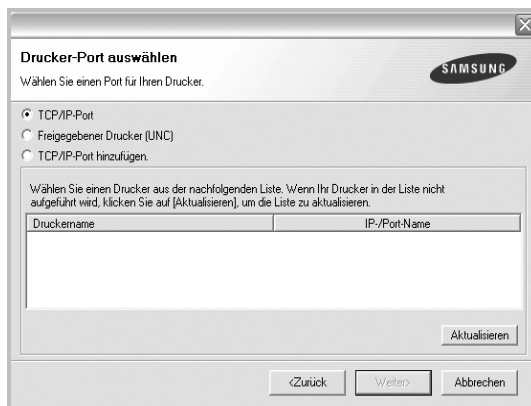 Drucker-Port auswählen
Wählen Sie einen Port für Ihren Drucker.
SAMSUNG
TCP/IP-Port
Freigegebener Drucker (UNC)
TCP/IP-Port hinzufügen.
Wählen Sie einen Drucker aus der nachfolgenden Liste. Wenn Ihr Drucker in der Liste nicht
aufgeführt wird, klicken Sie auf [Aktualisieren], um die Liste zu aktualisieren.
Druckername IP-/Port-Name
Aktualisieren
<Zurück Weiter> Abbrechen